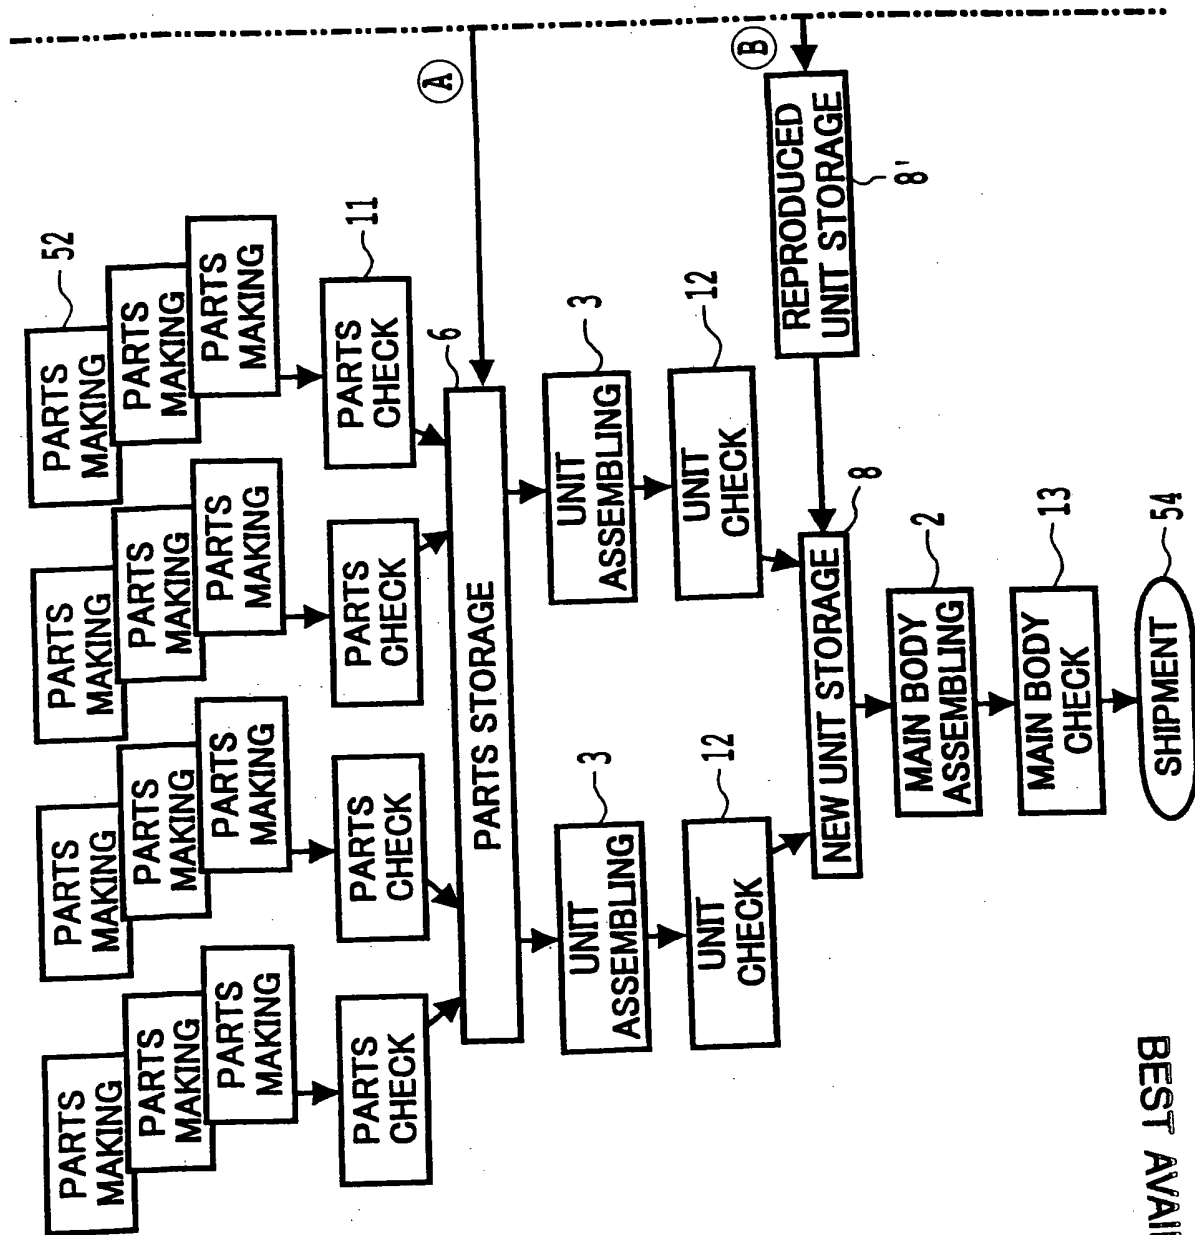 PARTS
MAKING
PARTS
MAKING
PARTS
MAKING
PARTS
MAKING
PARTS
MAKING
PARTS
MAKING
PARTS
MAKING
PARTS
MAKING
PARTS
MAKING
PARTS
MAKING
PARTS
MAKING
PARTS
MAKING
52
PARTS
CHECK
PARTS
CHECK
PARTS
CHECK
PARTS
CHECK
11
PARTS STORAGE
6
A
UNIT
ASSEMBLING
3
UNIT
ASSEMBLING
3
UNIT
CHECK
12
UNIT
CHECK
12
NEW UNIT STORAGE
8
REPRODUCED
UNIT STORAGE
8'
B
MAIN BODY
ASSEMBLING
2
MAIN BODY
CHECK
13
SHIPMENT
54
BEST